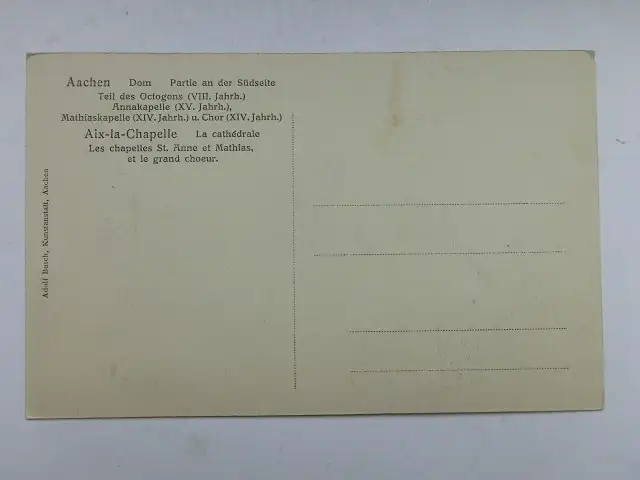 Aachen Dom Partie an der Südseite
Teil des Octogons (VIII. Jahrh.)
Annakapelle (XV. Jahrh.),
Mathiaskapelle (XIV. Jahrh.) u. Chor (XIV. Jahrh.)
Aix-la-Chapelle La cathédrale
Les chapelles St. Anne et Mathias,
et le grand choeur.
Adolf Busch, Kunstanstalt, Aachen